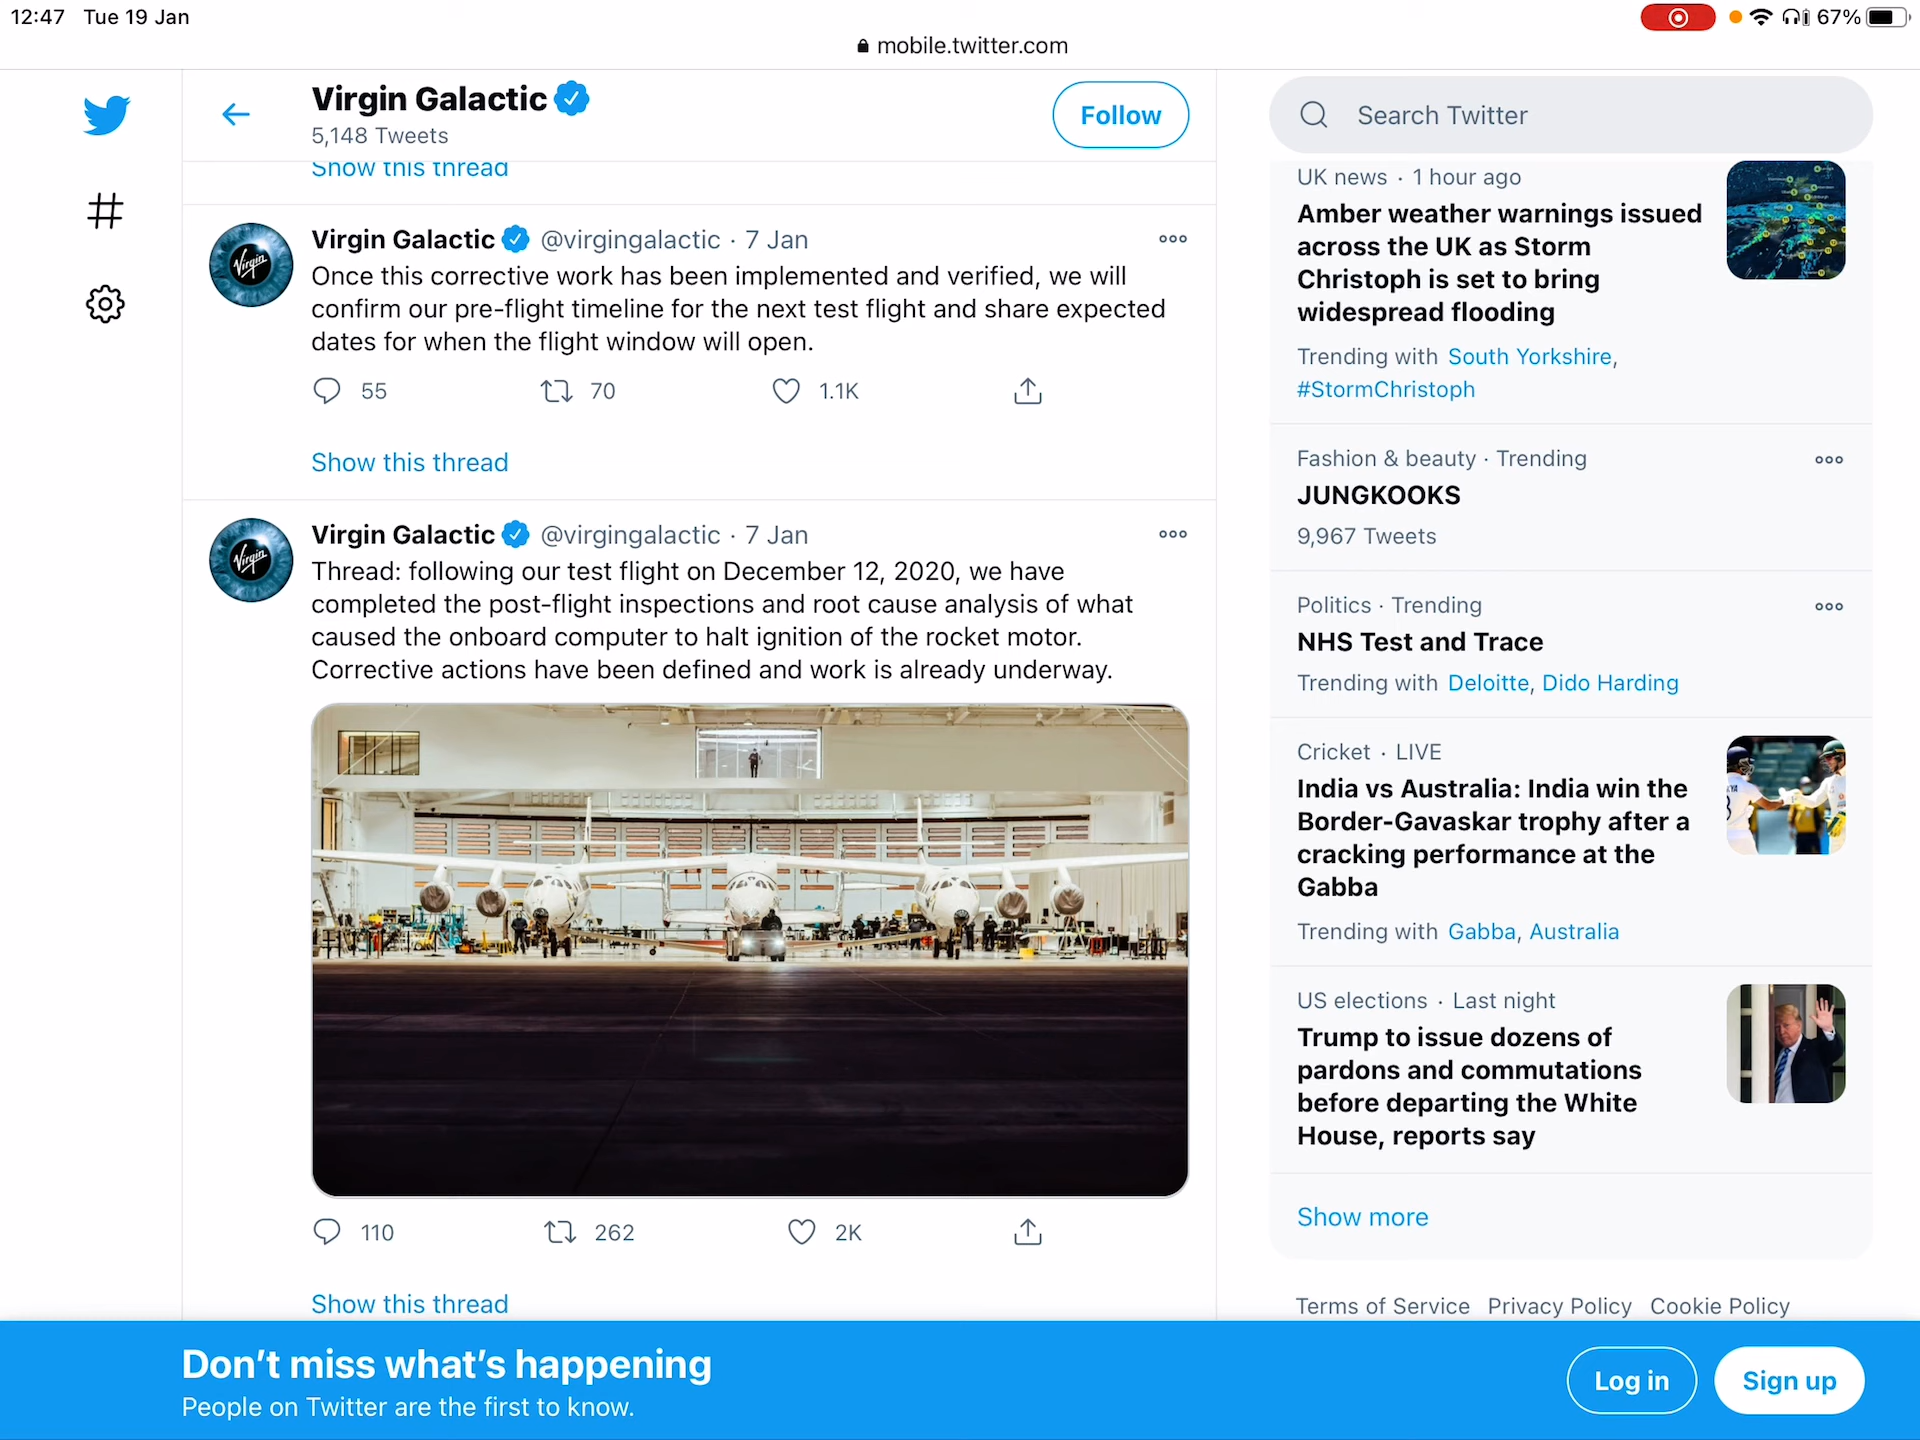 12:47 Tue 19 Jan
67%
mobile.twitter.com
Virgin Galactic
5,148 Tweets
Follow
Show this thread
Virgin Galactic @virgingalactic · 7 Jan
Once this corrective work has been implemented and verified, we will
confirm our pre-flight timeline for the next test flight and share expected
dates for when the flight window will open.
55 70 1.1K
Show this thread
Virgin Galactic @virgingalactic · 7 Jan
Thread: following our test flight on December 12, 2020, we have
completed the post-flight inspections and root cause analysis of what
caused the onboard computer to halt ignition of the rocket motor.
Corrective actions have been defined and work is already underway.
110 262 2K
Show this thread
Virgin
Virgin
Search Twitter
UK news · 1 hour ago
Amber weather warnings issued
across the UK as Storm
Christoph is set to bring
widespread flooding
Trending with South Yorkshire,
#StormChristoph
Fashion & beauty · Trending
JUNGKOOKS
9,967 Tweets
Politics · Trending
NHS Test and Trace
Trending with Deloitte, Dido Harding
Cricket · LIVE
India vs Australia: India win the
Border-Gavaskar trophy after a
cracking performance at the
Gabba
Trending with Gabba, Australia
US elections · Last night
Trump to issue dozens of
pardons and commutations
before departing the White
House, reports say
Show more
Terms of Service Privacy Policy Cookie Policy
Don't miss what's happening
People on Twitter are the first to know.
Log in
Sign up